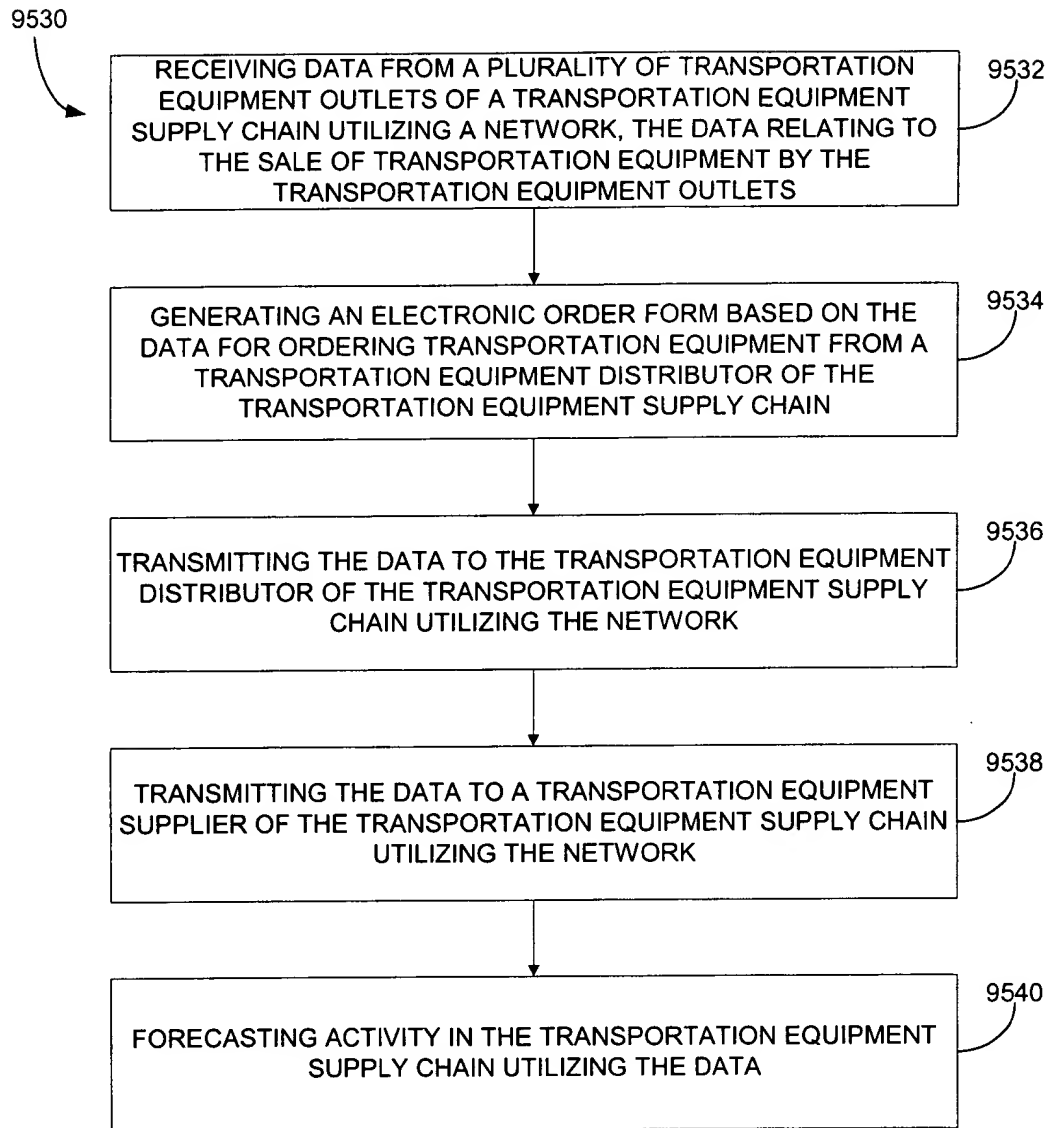 9530
RECEIVING DATA FROM A PLURALITY OF TRANSPORTATION
EQUIPMENT OUTLETS OF A TRANSPORTATION EQUIPMENT
SUPPLY CHAIN UTILIZING A NETWORK, THE DATA RELATING TO
THE SALE OF TRANSPORTATION EQUIPMENT BY THE
TRANSPORTATION EQUIPMENT OUTLETS
9532
GENERATING AN ELECTRONIC ORDER FORM BASED ON THE
DATA FOR ORDERING TRANSPORTATION EQUIPMENT FROM A
TRANSPORTATION EQUIPMENT DISTRIBUTOR OF THE
TRANSPORTATION EQUIPMENT SUPPLY CHAIN
9534
TRANSMITTING THE DATA TO THE TRANSPORTATION EQUIPMENT
DISTRIBUTOR OF THE TRANSPORTATION EQUIPMENT SUPPLY
CHAIN UTILIZING THE NETWORK
9536
TRANSMITTING THE DATA TO A TRANSPORTATION EQUIPMENT
SUPPLIER OF THE TRANSPORTATION EQUIPMENT SUPPLY CHAIN
UTILIZING THE NETWORK
9538
FORECASTING ACTIVITY IN THE TRANSPORTATION EQUIPMENT
SUPPLY CHAIN UTILIZING THE DATA
9540